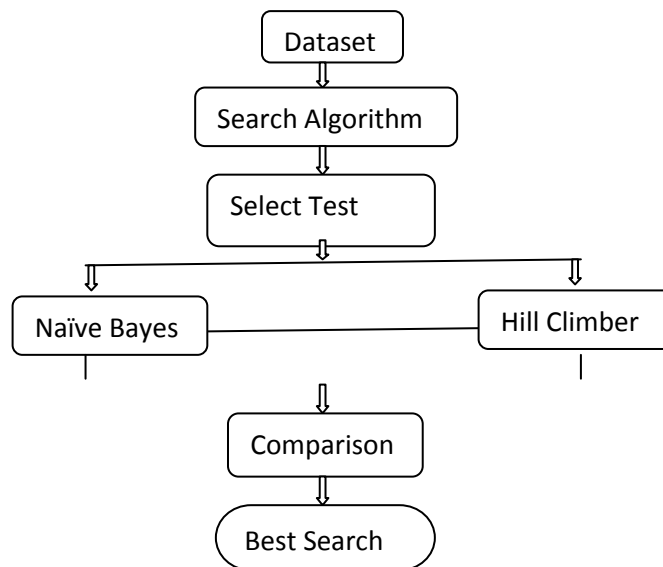 Dataset
Search Algorithm
Select Test
Naïve Bayes
Hill Climber
Comparison
Best Search